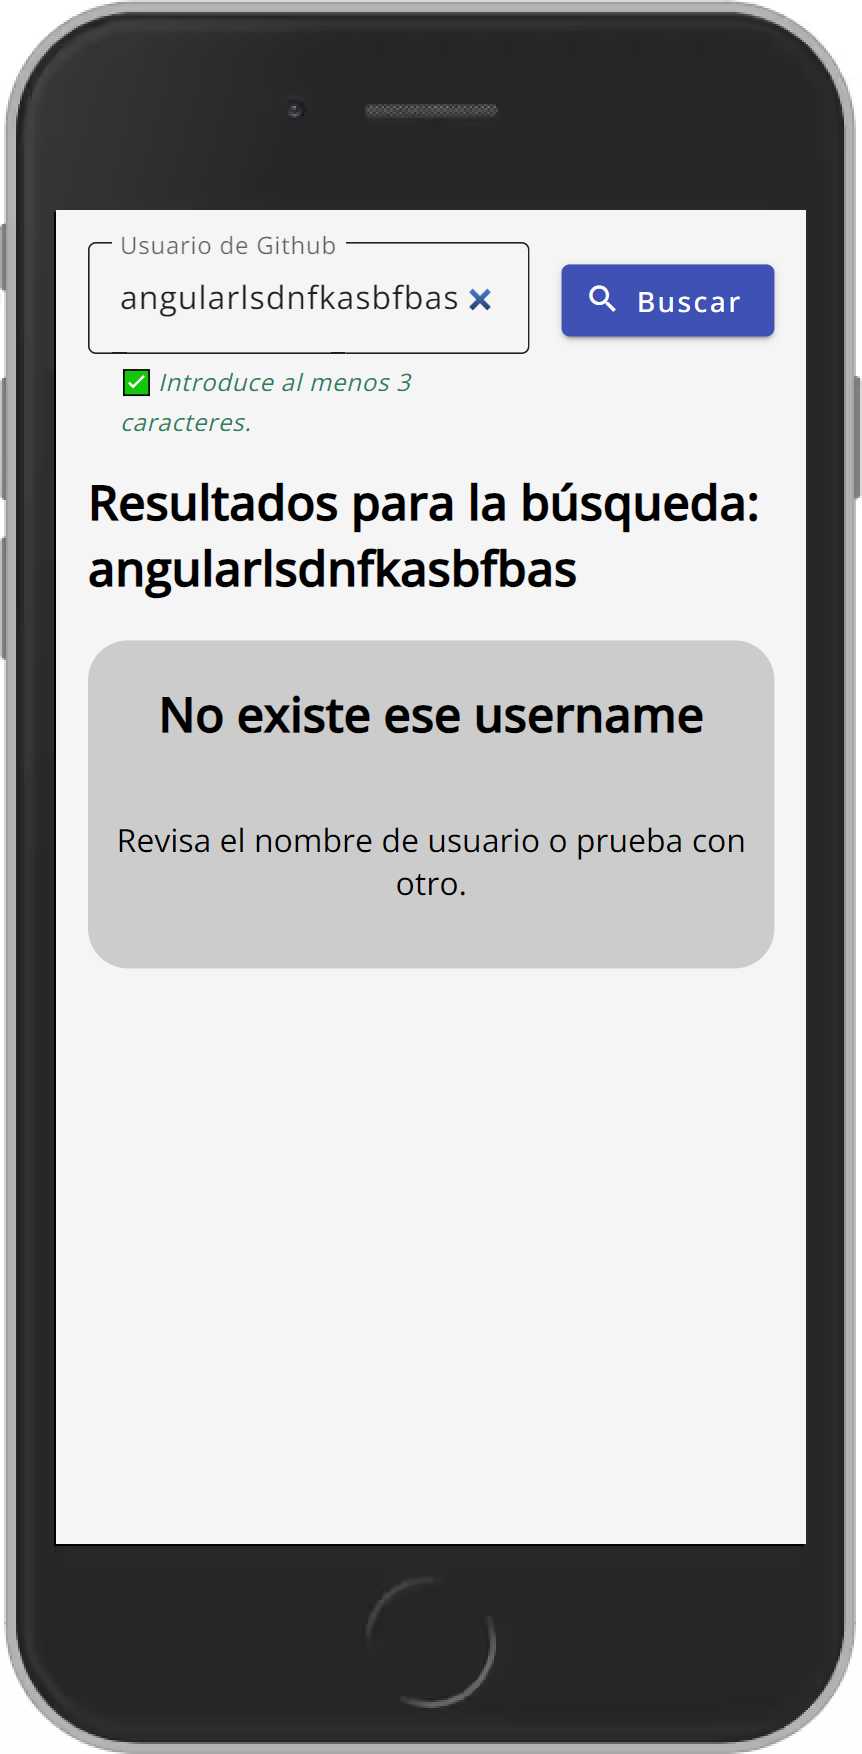 Usuario de Github
angularlsdnfkasbfbas
Buscar
Introduce al menos 3
caracteres.
Resultados para la búsqueda:
angularlsdnfkasbfbas
No existe ese username
Revisa el nombre de usuario o prueba con
otro.